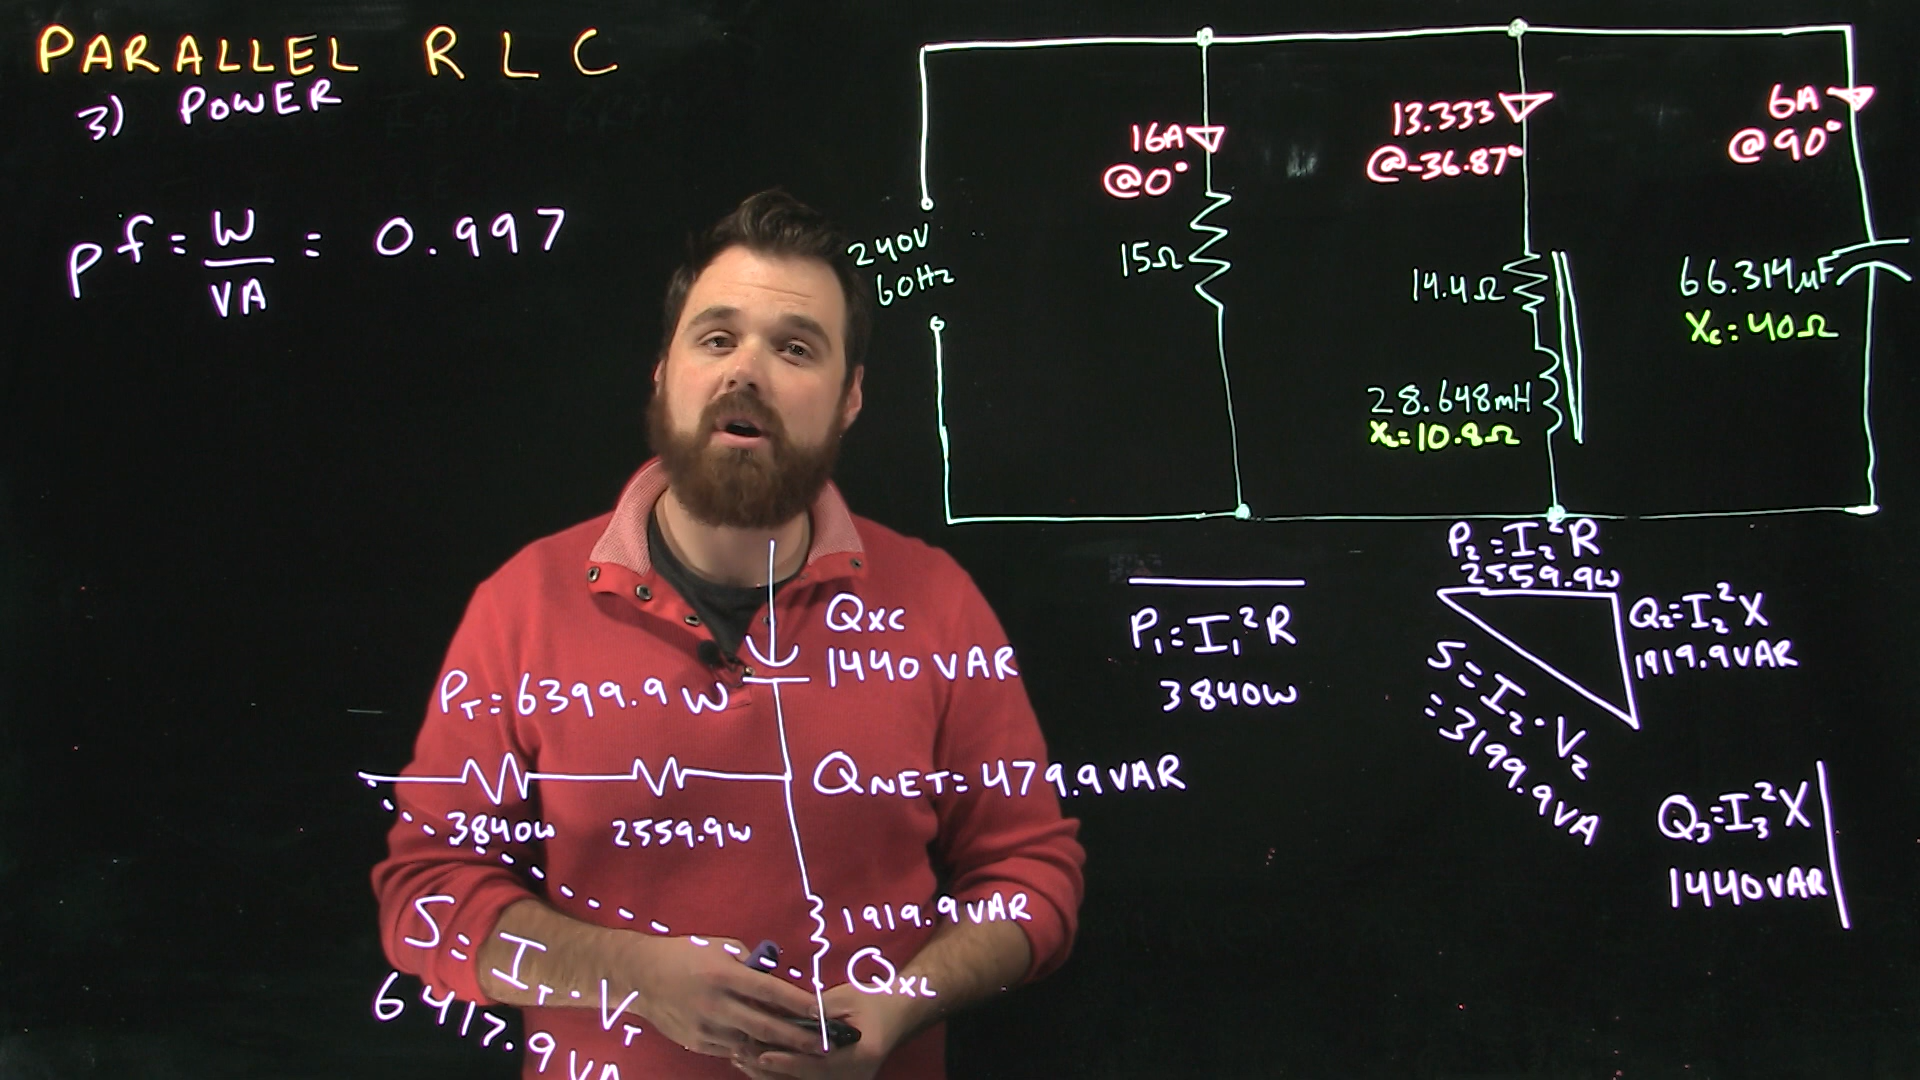 PARALLEL RLC
3) POWER
pf = W/VA = 0.997
240V
60Hz
16A
@0°
15Ω
13.333
@-36.87°
14.4Ω
28.648mH
XL=10.8Ω
6A
@90°
66.314µF
Xc=40Ω
P1=I1²R
3840W
P2=I2²R
2559.9W
Q2=I2²X
1919.9VAR
S=I2·V2
=3199.9VA
Q3=I3²X
1440VAR
QXC
1440VAR
PT=6399.9W
QNET=479.9VAR
3840W
2559.9W
1919.9VAR
QXL
S=IT·VT
6417.9VA